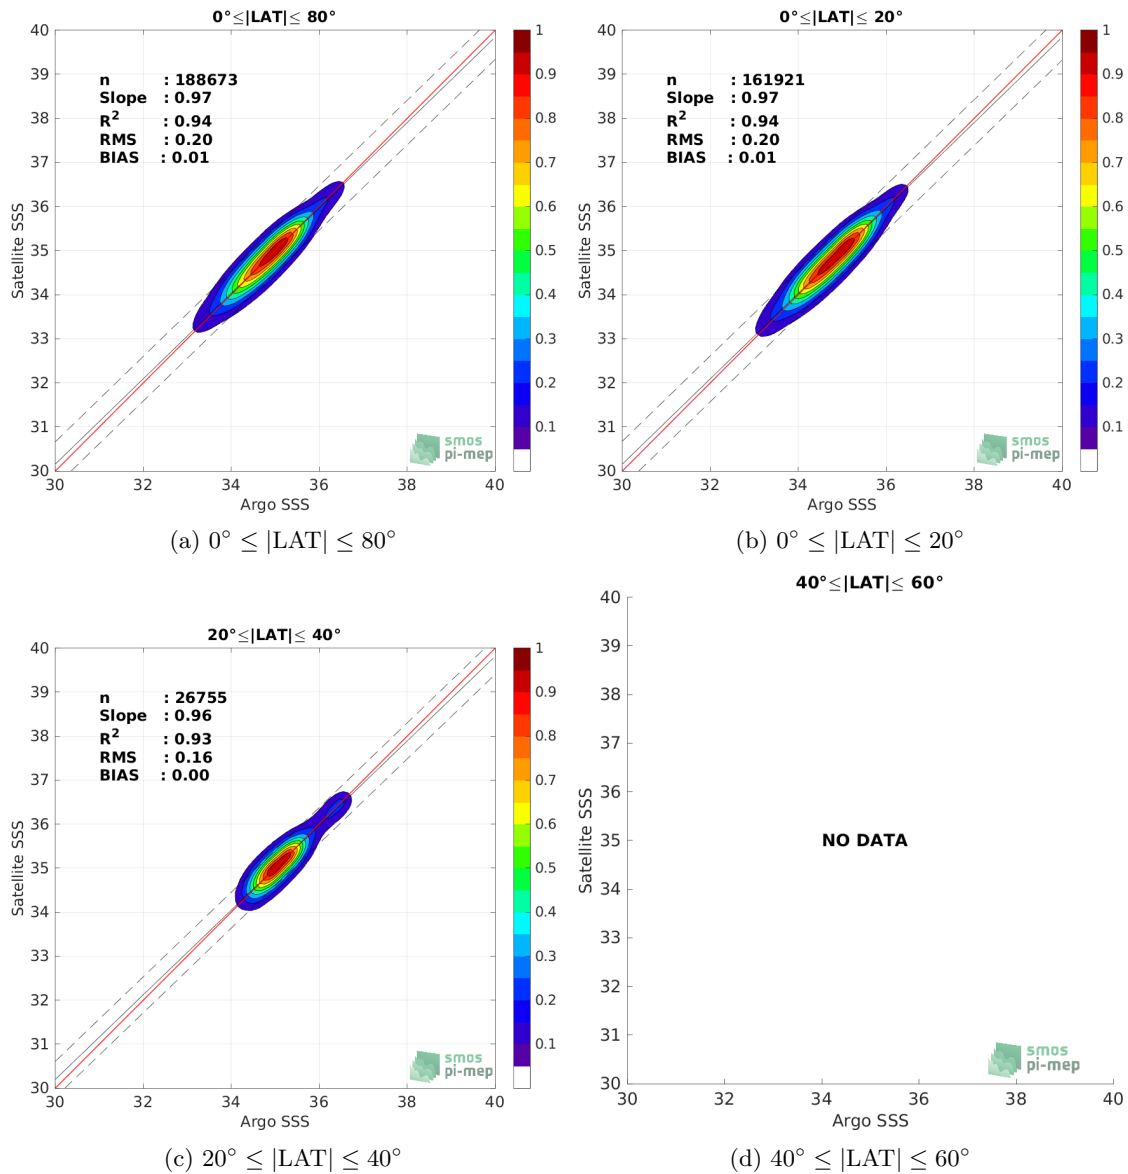 0°≤|LAT|≤ 80°
40
39
38
37
36
35
34
33
32
31
30
Satellite SSS
n : 188673
Slope : 0.97
R2 : 0.94
RMS : 0.20
BIAS : 0.01
smos
pi-mep
30 32 34 36 38 40
Argo SSS
1
0.9
0.8
0.7
0.6
0.5
0.4
0.3
0.2
0.1
(a) 0° ≤ |LAT| ≤ 80°
0°≤|LAT|≤ 20°
40
39
38
37
36
35
34
33
32
31
30
Satellite SSS
n : 161921
Slope : 0.97
R2 : 0.94
RMS : 0.20
BIAS : 0.01
smos
pi-mep
30 32 34 36 38 40
Argo SSS
1
0.9
0.8
0.7
0.6
0.5
0.4
0.3
0.2
0.1
(b) 0° ≤ |LAT| ≤ 20°
20°≤|LAT|≤ 40°
40
39
38
37
36
35
34
33
32
31
30
Satellite SSS
n : 26755
Slope : 0.96
R2 : 0.93
RMS : 0.16
BIAS : 0.00
smos
pi-mep
30 32 34 36 38 40
Argo SSS
1
0.9
0.8
0.7
0.6
0.5
0.4
0.3
0.2
0.1
(c) 20° ≤ |LAT| ≤ 40°
40°≤|LAT|≤ 60°
40
39
38
37
36
35
34
33
32
31
30
Satellite SSS
NO DATA
smos
pi-mep
30 32 34 36 38 40
Argo SSS
(d) 40° ≤ |LAT| ≤ 60°